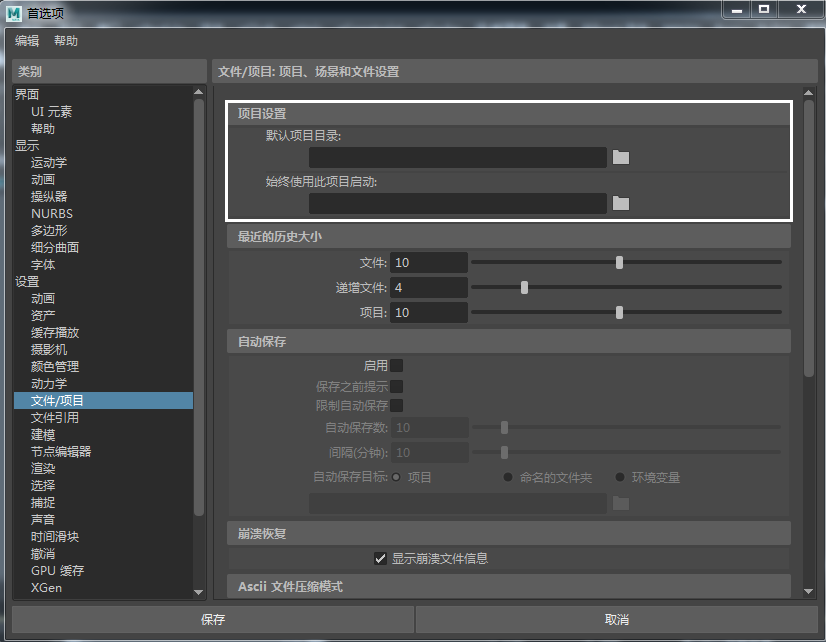 M 首选项
编辑 帮助
类别
界面
UI 元素
帮助
显示
运动学
动画
操纵器
NURBS
多边形
细分曲面
字体
设置
动画
资产
缓存播放
摄影机
颜色管理
动力学
文件/项目
文件引用
建模
节点编辑器
渲染
选择
捕捉
声音
时间滑块
撤消
GPU 缓存
XGen
文件/项目: 项目、场景和文件设置
项目设置
默认项目目录:
始终使用此项目启动:
最近的历史大小
文件: 10
递增文件: 4
项目: 10
自动保存
启用
保存之前提示
限制自动保存
自动保存数: 10
间隔(分钟): 10
自动保存目标: 项目 命名的文件夹 环境变量
崩溃恢复
显示崩溃文件信息
Ascii 文件压缩模式
保存 取消